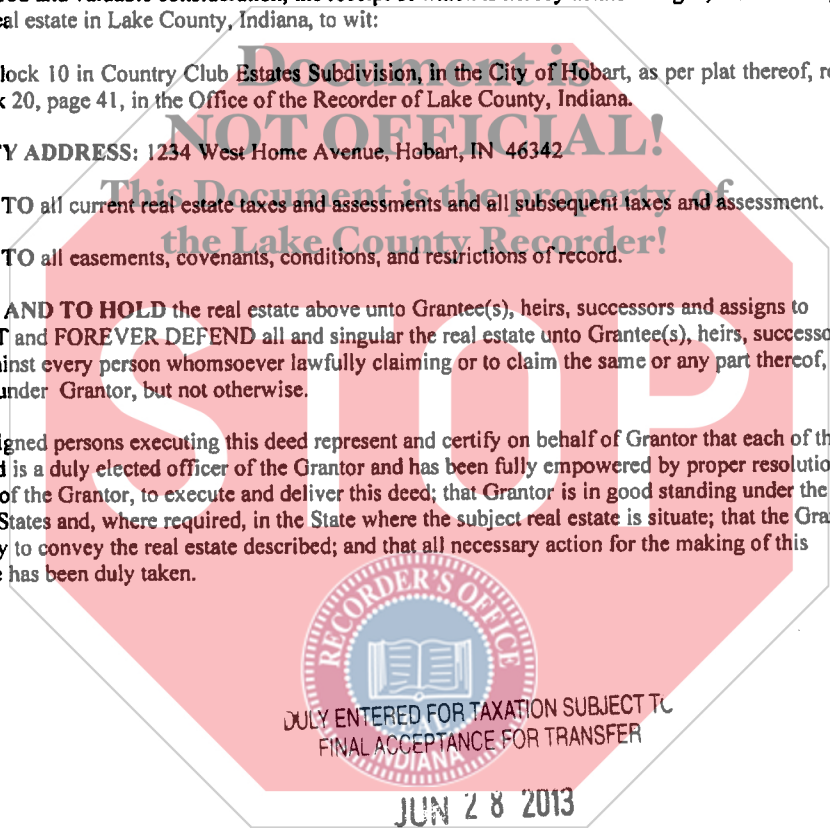 eal estate in Lake County, Indiana, to wit:
Document is
lock 10 in Country Club Estates Subdivision, in the City of Hobart, as per plat thereof, re
k 20, page 41, in the Office of the Recorder of Lake County, Indiana.
NOT OFFICIAL!
Y ADDRESS: 1234 West Home Avenue, Hobart, IN 46342
This Document is the property of
TO all current real estate taxes and assessments and all subsequent taxes and assessment.
the Lake County Recorder!
TO all easements, covenants, conditions, and restrictions of record.
AND TO HOLD the real estate above unto Grantee(s), heirs, successors and assigns to
T and FOREVER DEFEND all and singular the real estate unto Grantee(s), heirs, successo
inst every person whomsoever lawfully claiming or to claim the same or any part thereof,
under Grantor, but not otherwise.
STOP
igned persons executing this deed represent and certify on behalf of Grantor that each of th
d is a duly elected officer of the Grantor and has been fully empowered by proper resolutio
of the Grantor, to execute and deliver this deed; that Grantor is in good standing under the
States and, where required, in the State where the subject real estate is situate; that the Gra
y to convey the real estate described; and that all necessary action for the making of this
e has been duly taken.
RECORDER'S OFFICE
SEAL
INDIANA
DULY ENTERED FOR TAXATION SUBJECT TO
FINAL ACCEPTANCE FOR TRANSFER
JUN 28 2013